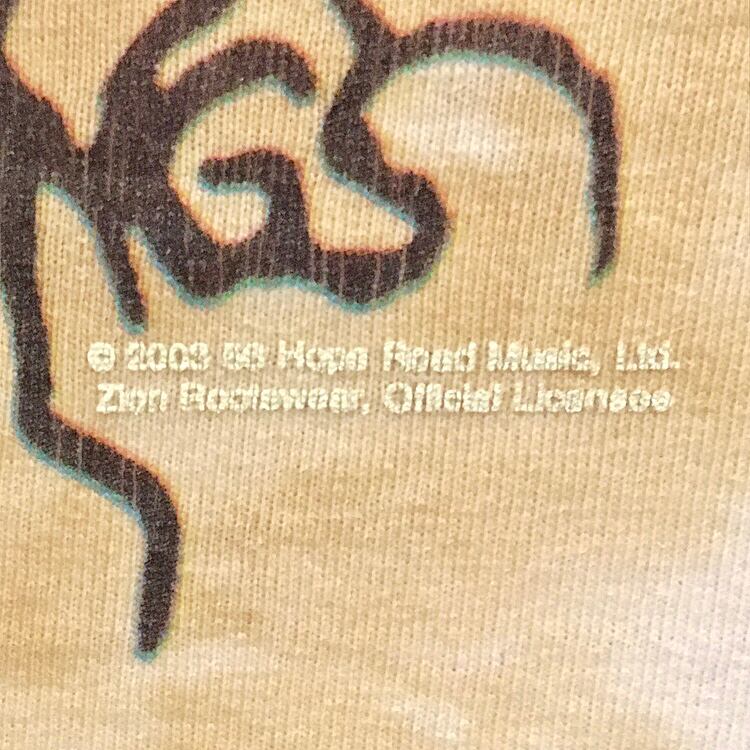 © 2003 56 Hope Road Music, Ltd.
Zion Rootswear, Official Licensee